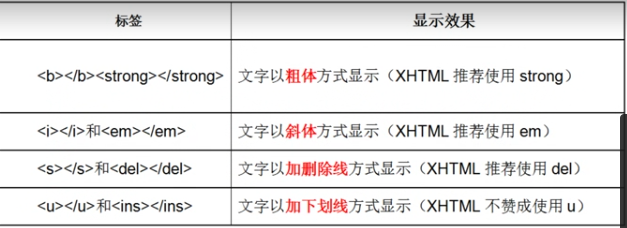 标签 显示效果
<b></b><strong></strong> 文字以粗体方式显示（XHTML 推荐使用 strong）
<i></i>和<em></em> 文字以斜体方式显示（XHTML 推荐使用 em）
<s></s>和<del></del> 文字以加删除线方式显示（XHTML 推荐使用 del）
<u></u>和<ins></ins> 文字以加下划线方式显示（XHTML 不赞成使用 u）